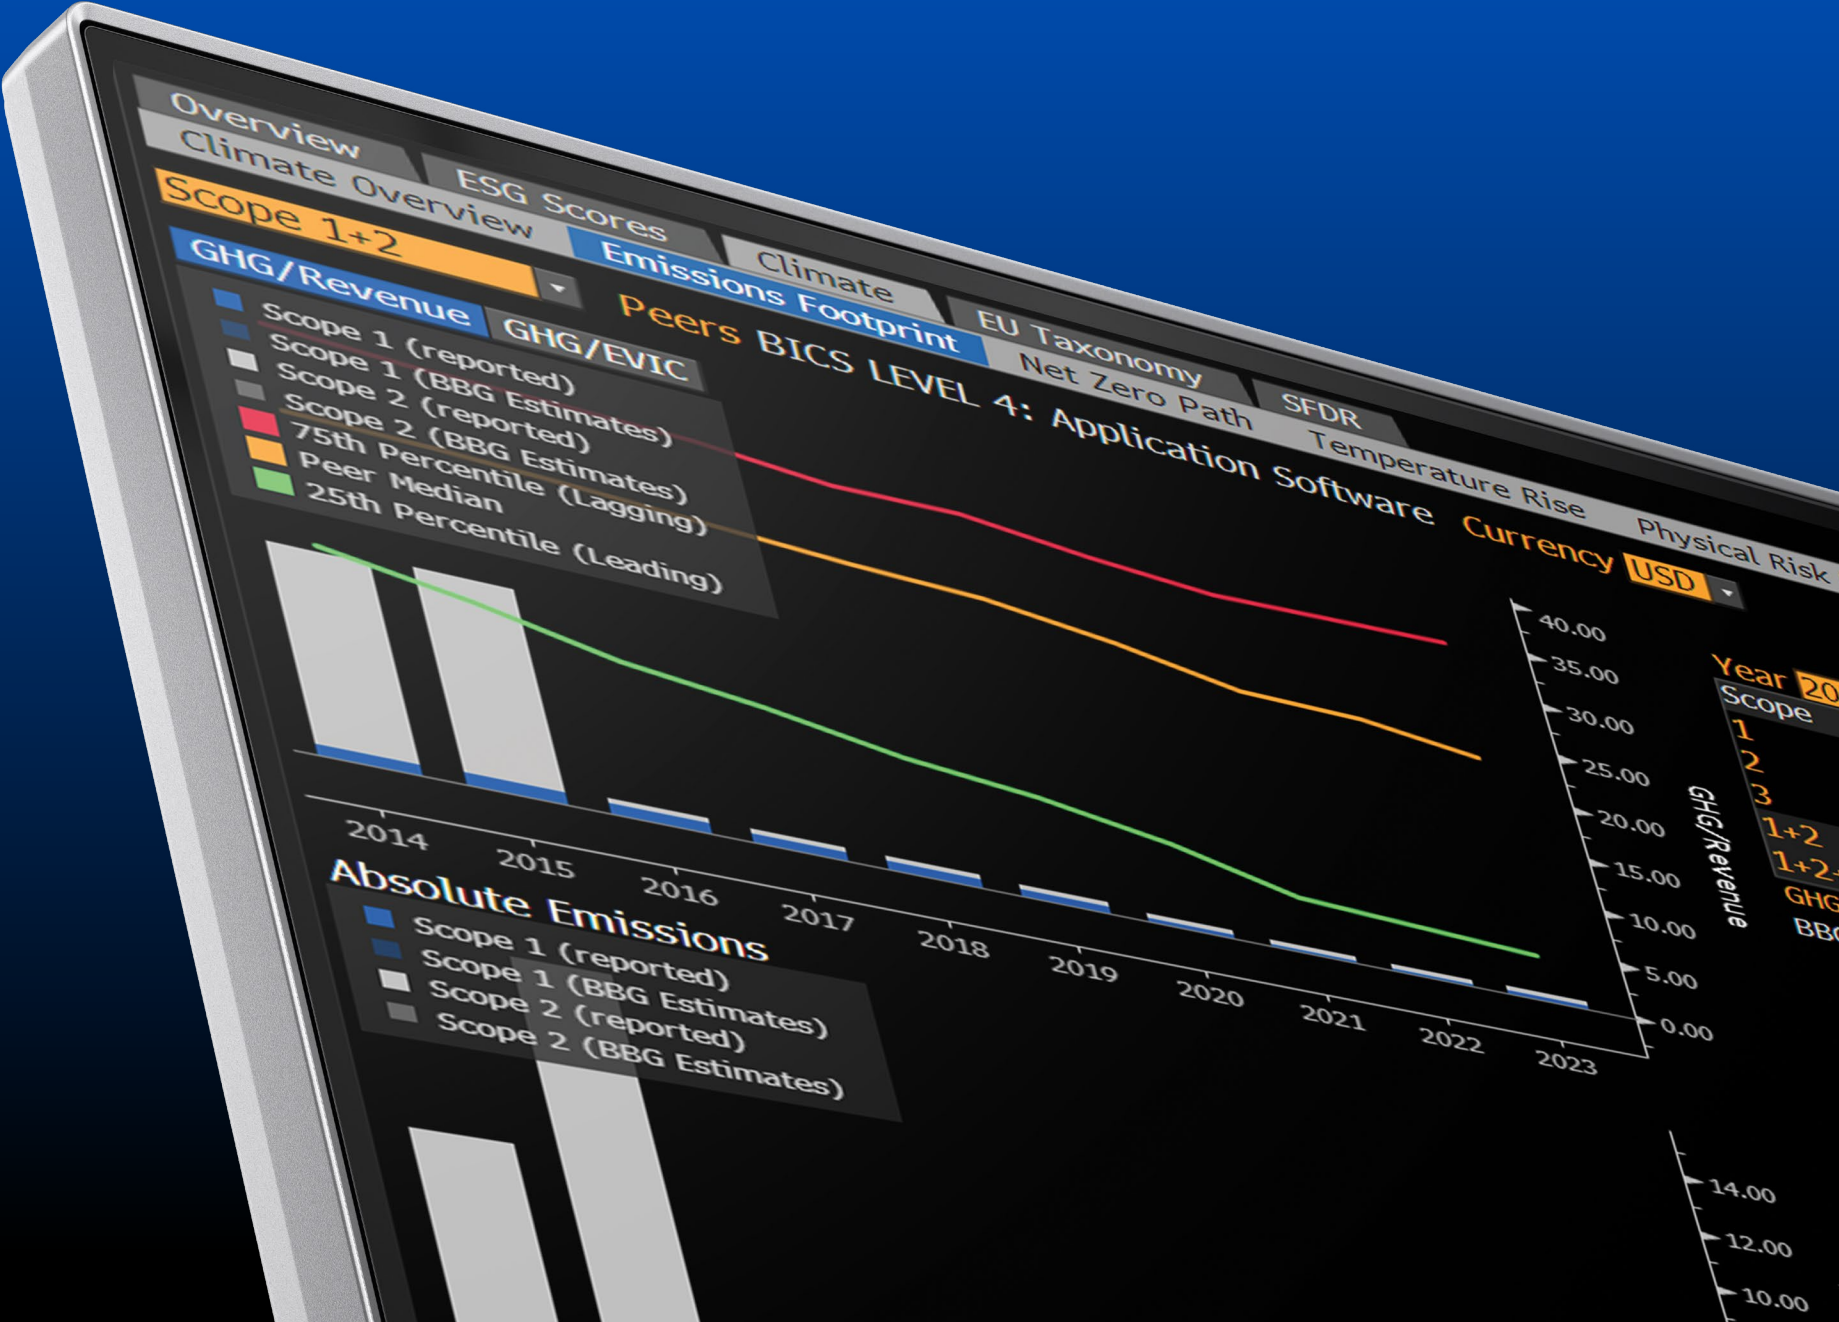 Overview
ESG Scores
Climate
EU Taxonomy
SFDR
Climate Overview
Emissions Footprint
Net Zero Path
Temperature Rise
Physical Risk
Scope 1+2
Peers BICS LEVEL 4: Application Software
Currency USD
GHG/Revenue
GHG/EVIC
Scope 1 (reported)
Scope 1 (BBG Estimates)
Scope 2 (reported)
Scope 2 (BBG Estimates)
75th Percentile (Lagging)
Peer Median
25th Percentile (Leading)
40.00
35.00
30.00
25.00
20.00
15.00
10.00
5.00
0.00
GHG/Revenue
2014
2015
2016
2017
2018
2019
2020
2021
2022
2023
Year 20
Scope
1
2
3
1+2
1+2+
GHG
BBG
Absolute Emissions
Scope 1 (reported)
Scope 1 (BBG Estimates)
Scope 2 (reported)
Scope 2 (BBG Estimates)
14.00
12.00
10.00